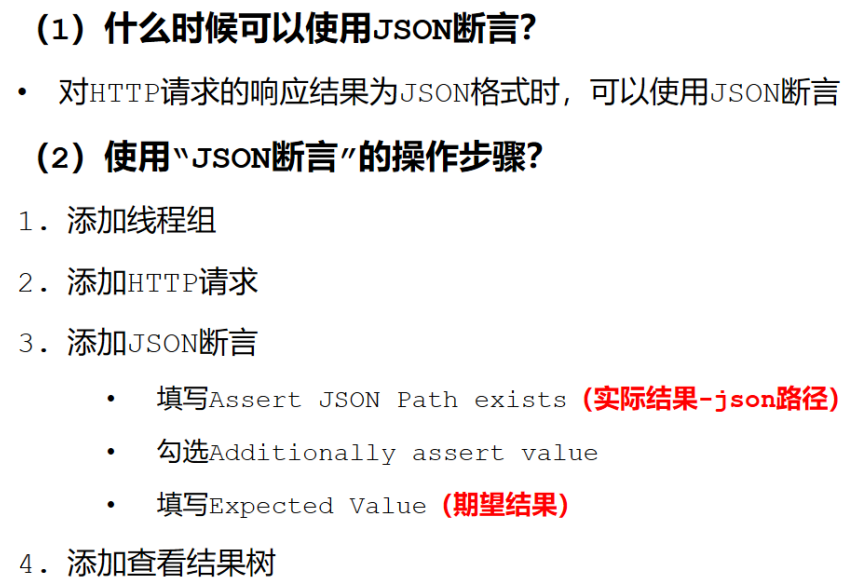 （1）什么时候可以使用JSON断言？
• 对HTTP请求的响应结果为JSON格式时，可以使用JSON断言
（2）使用“JSON断言”的操作步骤？
1. 添加线程组
2. 添加HTTP请求
3. 添加JSON断言
• 填写Assert JSON Path exists（实际结果-json路径）
• 勾选Additionally assert value
• 填写Expected Value（期望结果）
4. 添加查看结果树